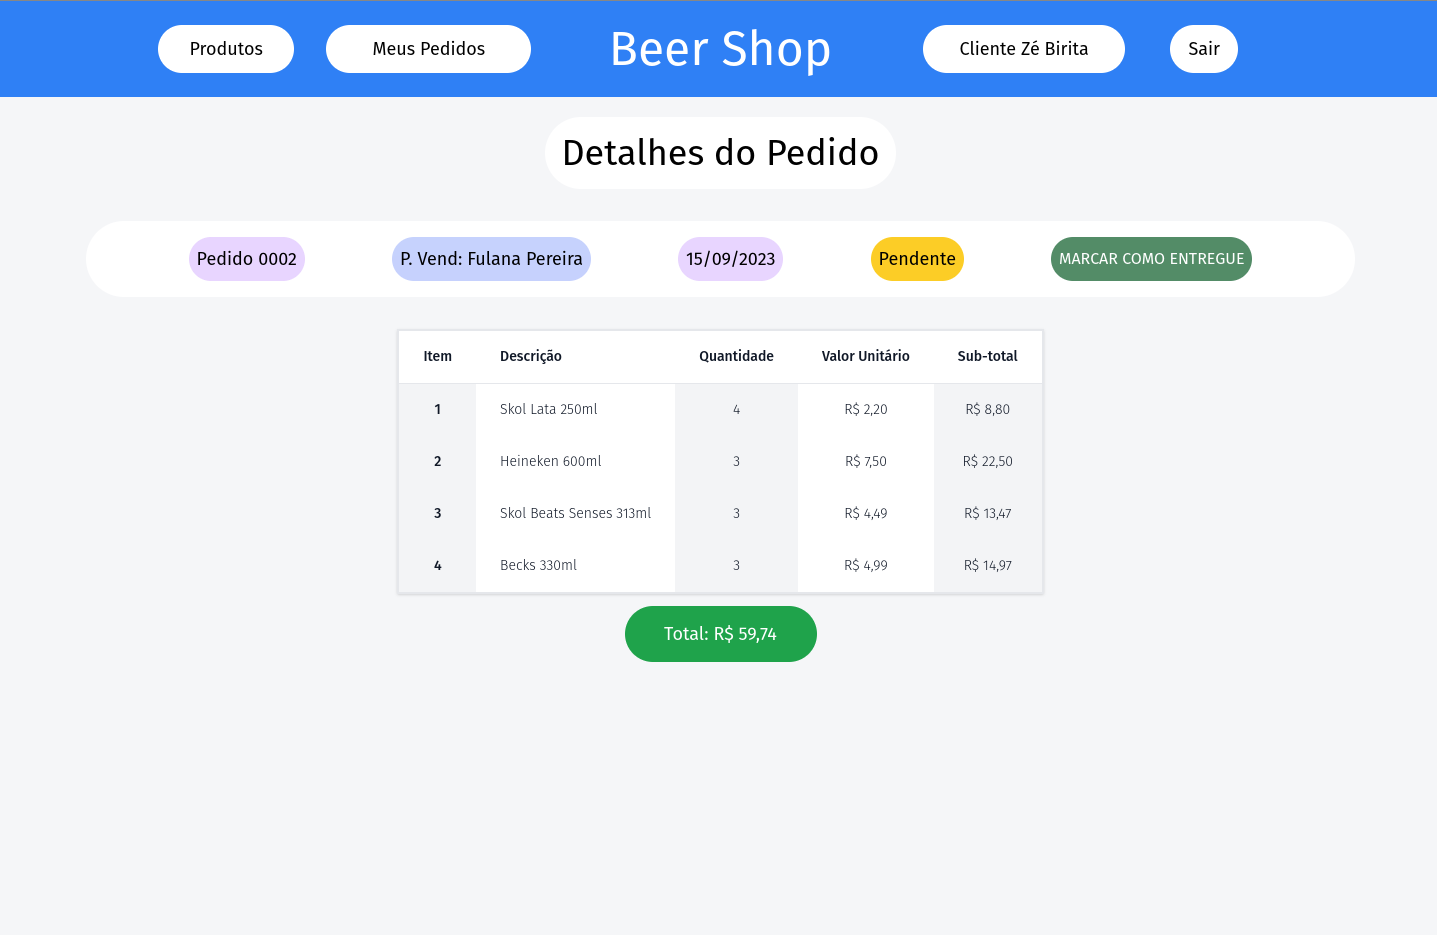 Produtos Meus Pedidos Beer Shop Cliente Zé Birita Sair
Detalhes do Pedido
Pedido 0002 P. Vend: Fulana Pereira 15/09/2023 Pendente MARCAR COMO ENTREGUE
Item Descrição Quantidade Valor Unitário Sub-total
1 Skol Lata 250ml 4 R$ 2,20 R$ 8,80
2 Heineken 600ml 3 R$ 7,50 R$ 22,50
3 Skol Beats Senses 313ml 3 R$ 4,49 R$ 13,47
4 Becks 330ml 3 R$ 4,99 R$ 14,97
Total: R$ 59,74